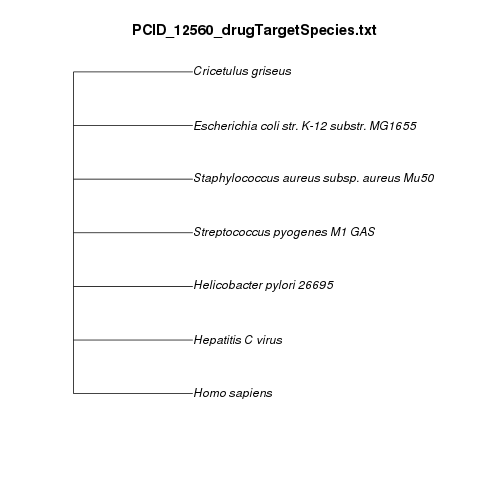 PCID_12560_drugTargetSpecies.txt
Cricetulus griseus
Escherichia coli str. K-12 substr. MG1655
Staphylococcus aureus subsp. aureus Mu50
Streptococcus pyogenes M1 GAS
Helicobacter pylori 26695
Hepatitis C virus
Homo sapiens